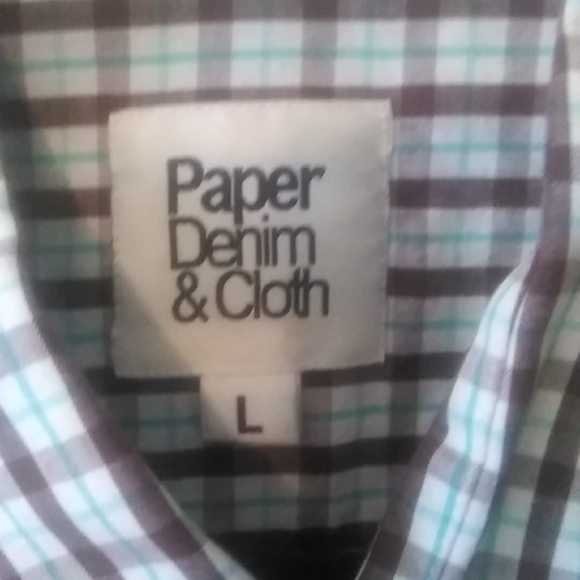 Paper
Denim
& Cloth
L